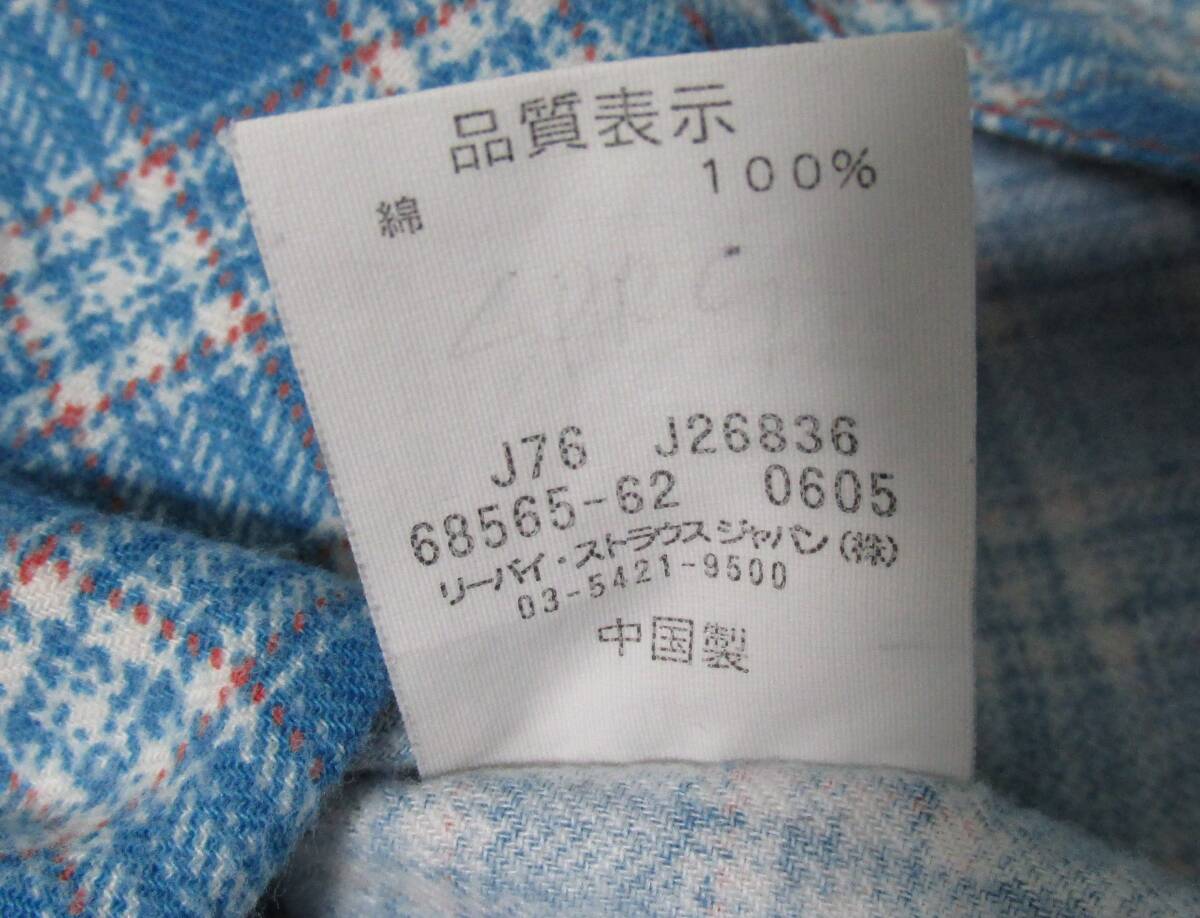 品質表示
綿 100%
J76 J26836
68565-62 0605
リーバイ・ストラウスジャパン(株)
03-5421-9500
中国製